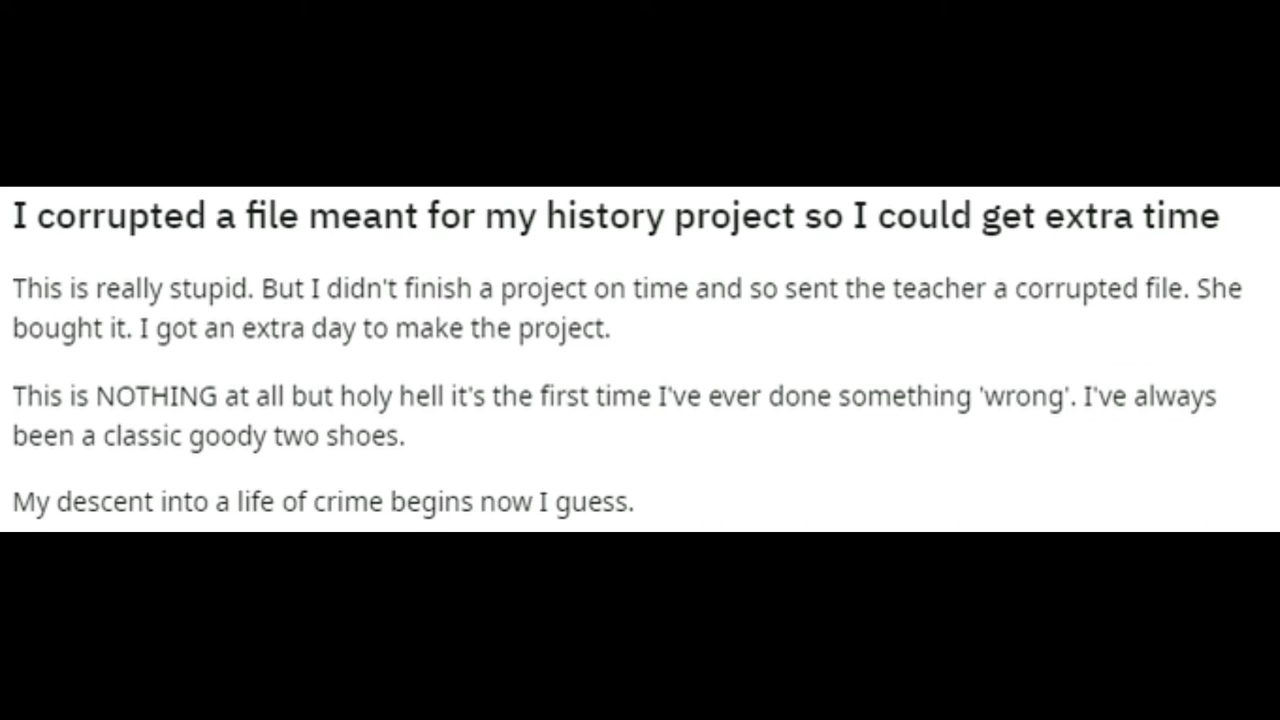 I corrupted a file meant for my history project so I could get extra time
This is really stupid. But I didn't finish a project on time and so sent the teacher a corrupted file. She
bought it. I got an extra day to make the project.
This is NOTHING at all but holy hell it's the first time I've ever done something 'wrong'. I've always
been a classic goody two shoes.
My descent into a life of crime begins now I guess.